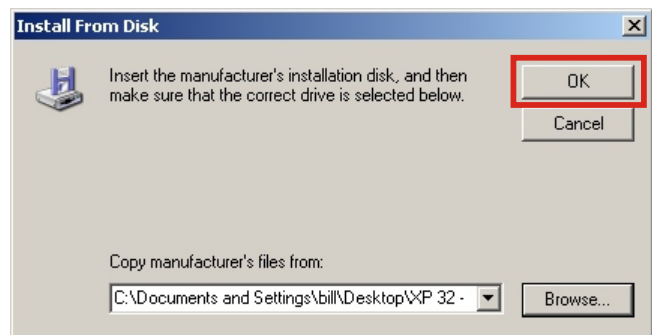 Install From Disk
Insert the manufacturer's installation disk, and then
make sure that the correct drive is selected below.
OK
Cancel
Copy manufacturer's files from:
C:\Documents and Settings\bill\Desktop\XP 32 -
Browse...